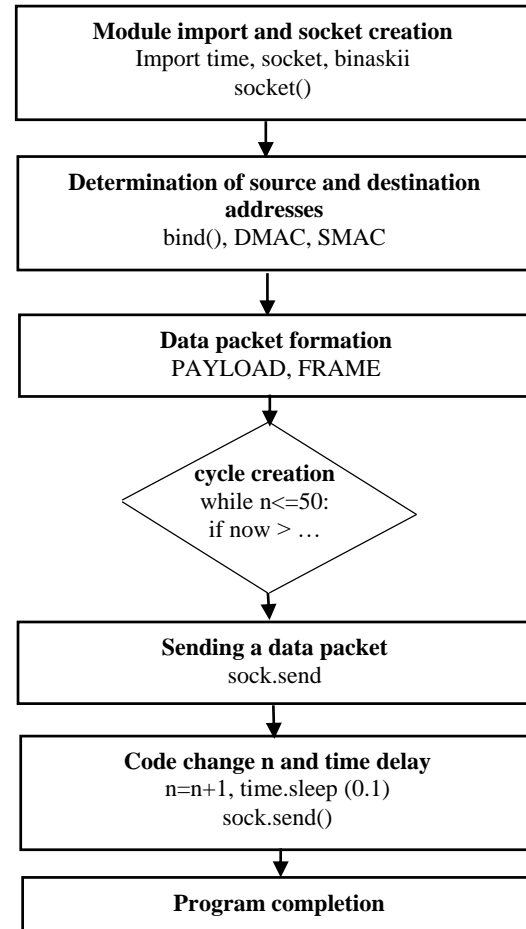 Module import and socket creation
Import time, socket, binaskii
socket()
Determination of source and destination
addresses
bind(), DMAC, SMAC
Data packet formation
PAYLOAD, FRAME
cycle creation
while n<=50:
if now > …
Sending a data packet
sock.send
Code change n and time delay
n=n+1, time.sleep (0.1)
sock.send()
Program completion